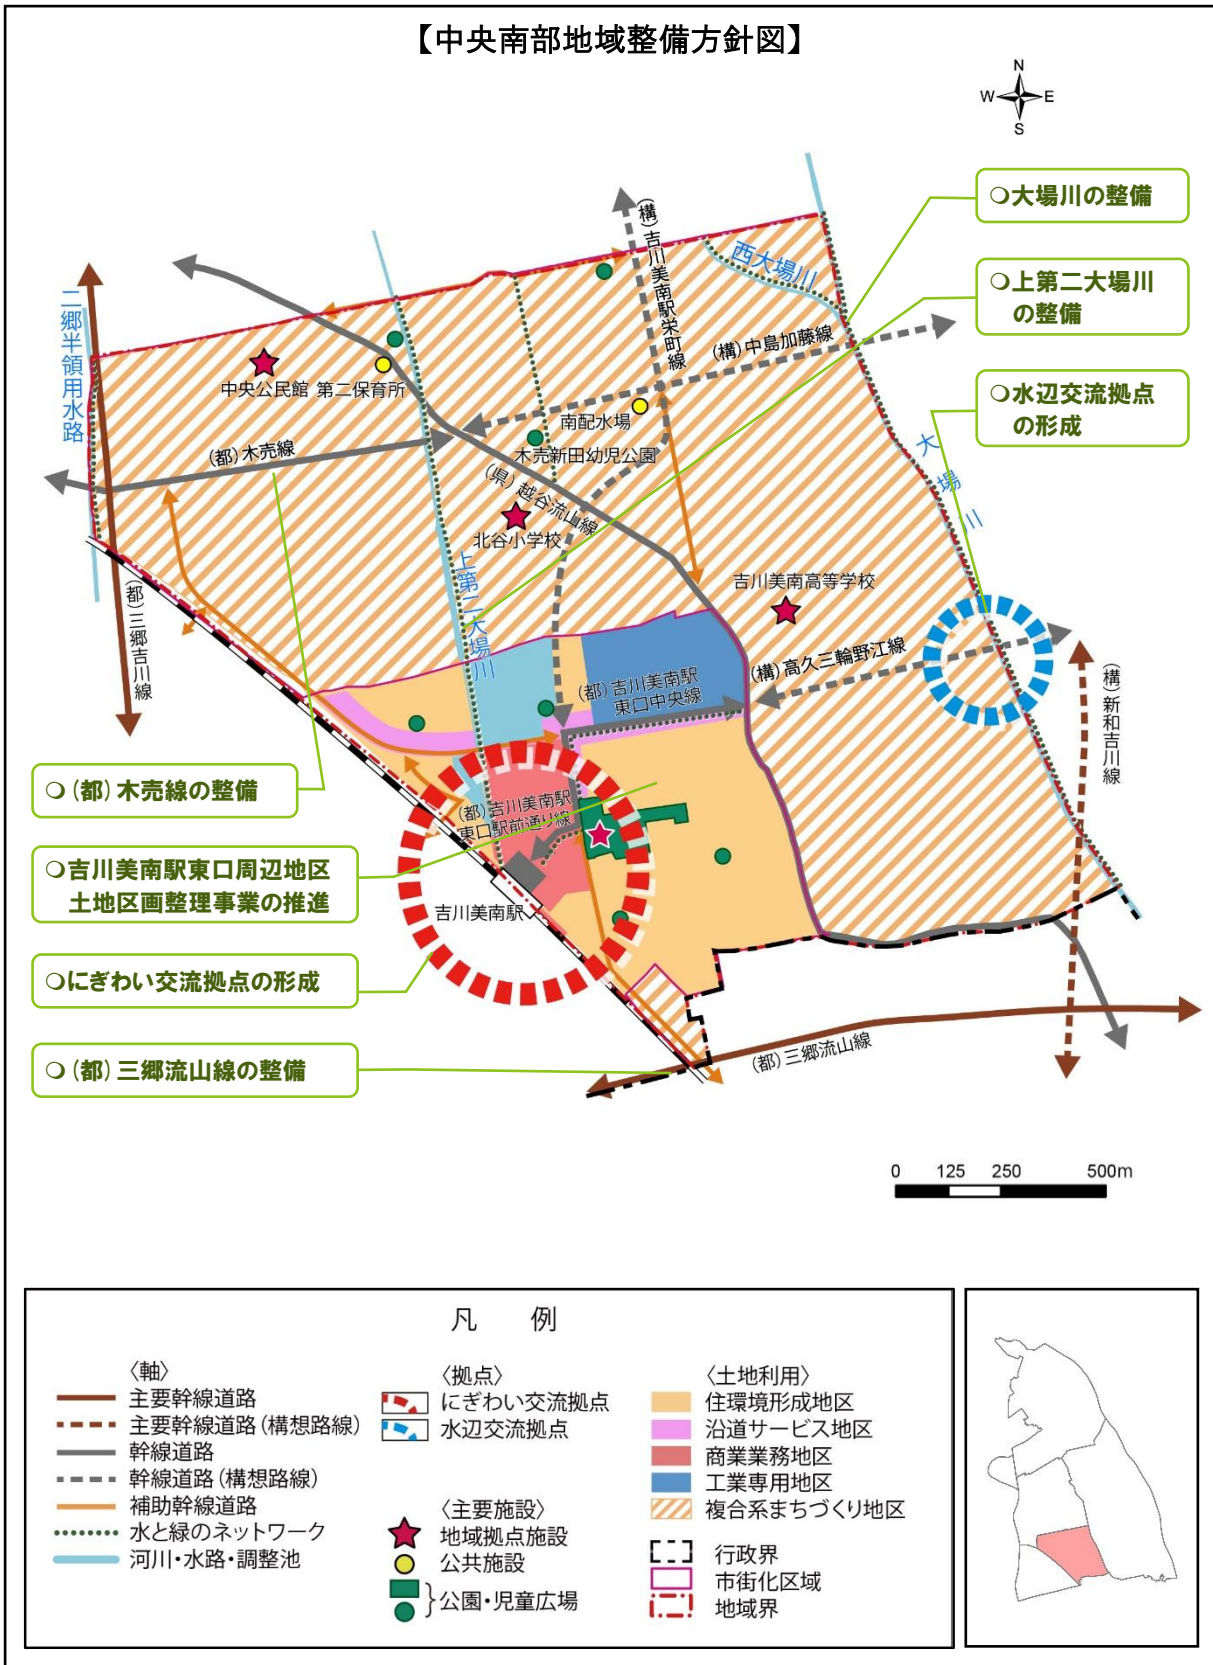 【中央南部地域整備方針図】
N
W
E
S
○大場川の整備
○上第二大場川
の整備
○水辺交流拠点
の形成
(構)吉川美南駅栄町線
西大場川
(構)中島加藤線
二郷半領用水路
中央公民館
第二保育所
南配水場
木売新田幼児公園
(都)木売線
(県)越谷流山線
北谷小学校
大場川
上第二大場川
吉川美南高等学校
(都)三郷吉川線
(構)高久三輪野江線
(都)吉川美南駅
東口中央線
(構)新和吉川線
○(都)木売線の整備
(都)吉川美南駅
東口駅前通り線
○吉川美南駅東口周辺地区
土地区画整理事業の推進
吉川美南駅
○にぎわい交流拠点の形成
○(都)三郷流山線の整備
(都)三郷流山線
0 125 250 500m
凡 例
〈軸〉
主要幹線道路
主要幹線道路(構想路線)
幹線道路
幹線道路(構想路線)
補助幹線道路
水と緑のネットワーク
河川・水路・調整池
〈拠点〉
にぎわい交流拠点
水辺交流拠点
〈主要施設〉
地域拠点施設
公共施設
公園・児童広場
〈土地利用〉
住環境形成地区
沿道サービス地区
商業業務地区
工業専用地区
複合系まちづくり地区
行政界
市街化区域
地域界